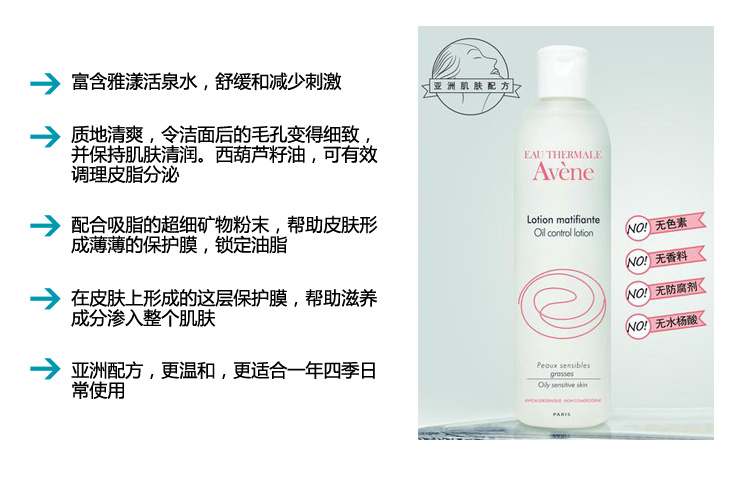 富含雅漾活泉水，舒缓和减少刺激
质地清爽，令洁面后的毛孔变得细致，
并保持肌肤清润。西葫芦籽油，可有效
调理皮脂分泌
配合吸脂的超细矿物粉末，帮助皮肤形
成薄薄的保护膜，锁定油脂
在皮肤上形成的这层保护膜，帮助滋养
成分渗入整个肌肤
亚洲配方，更温和，更适合一年四季日
常使用
亚洲肌肤配方
EAU THERMALE
Avène
Lotion matifiante
Oil control lotion
NO! 无色素
NO! 无香料
NO! 无防腐剂
NO! 无水杨酸
Peaux sensibles
grasses
Oily sensitive skin
HYPOALLERGENIQUE - NON COMEDOGENE
PARIS